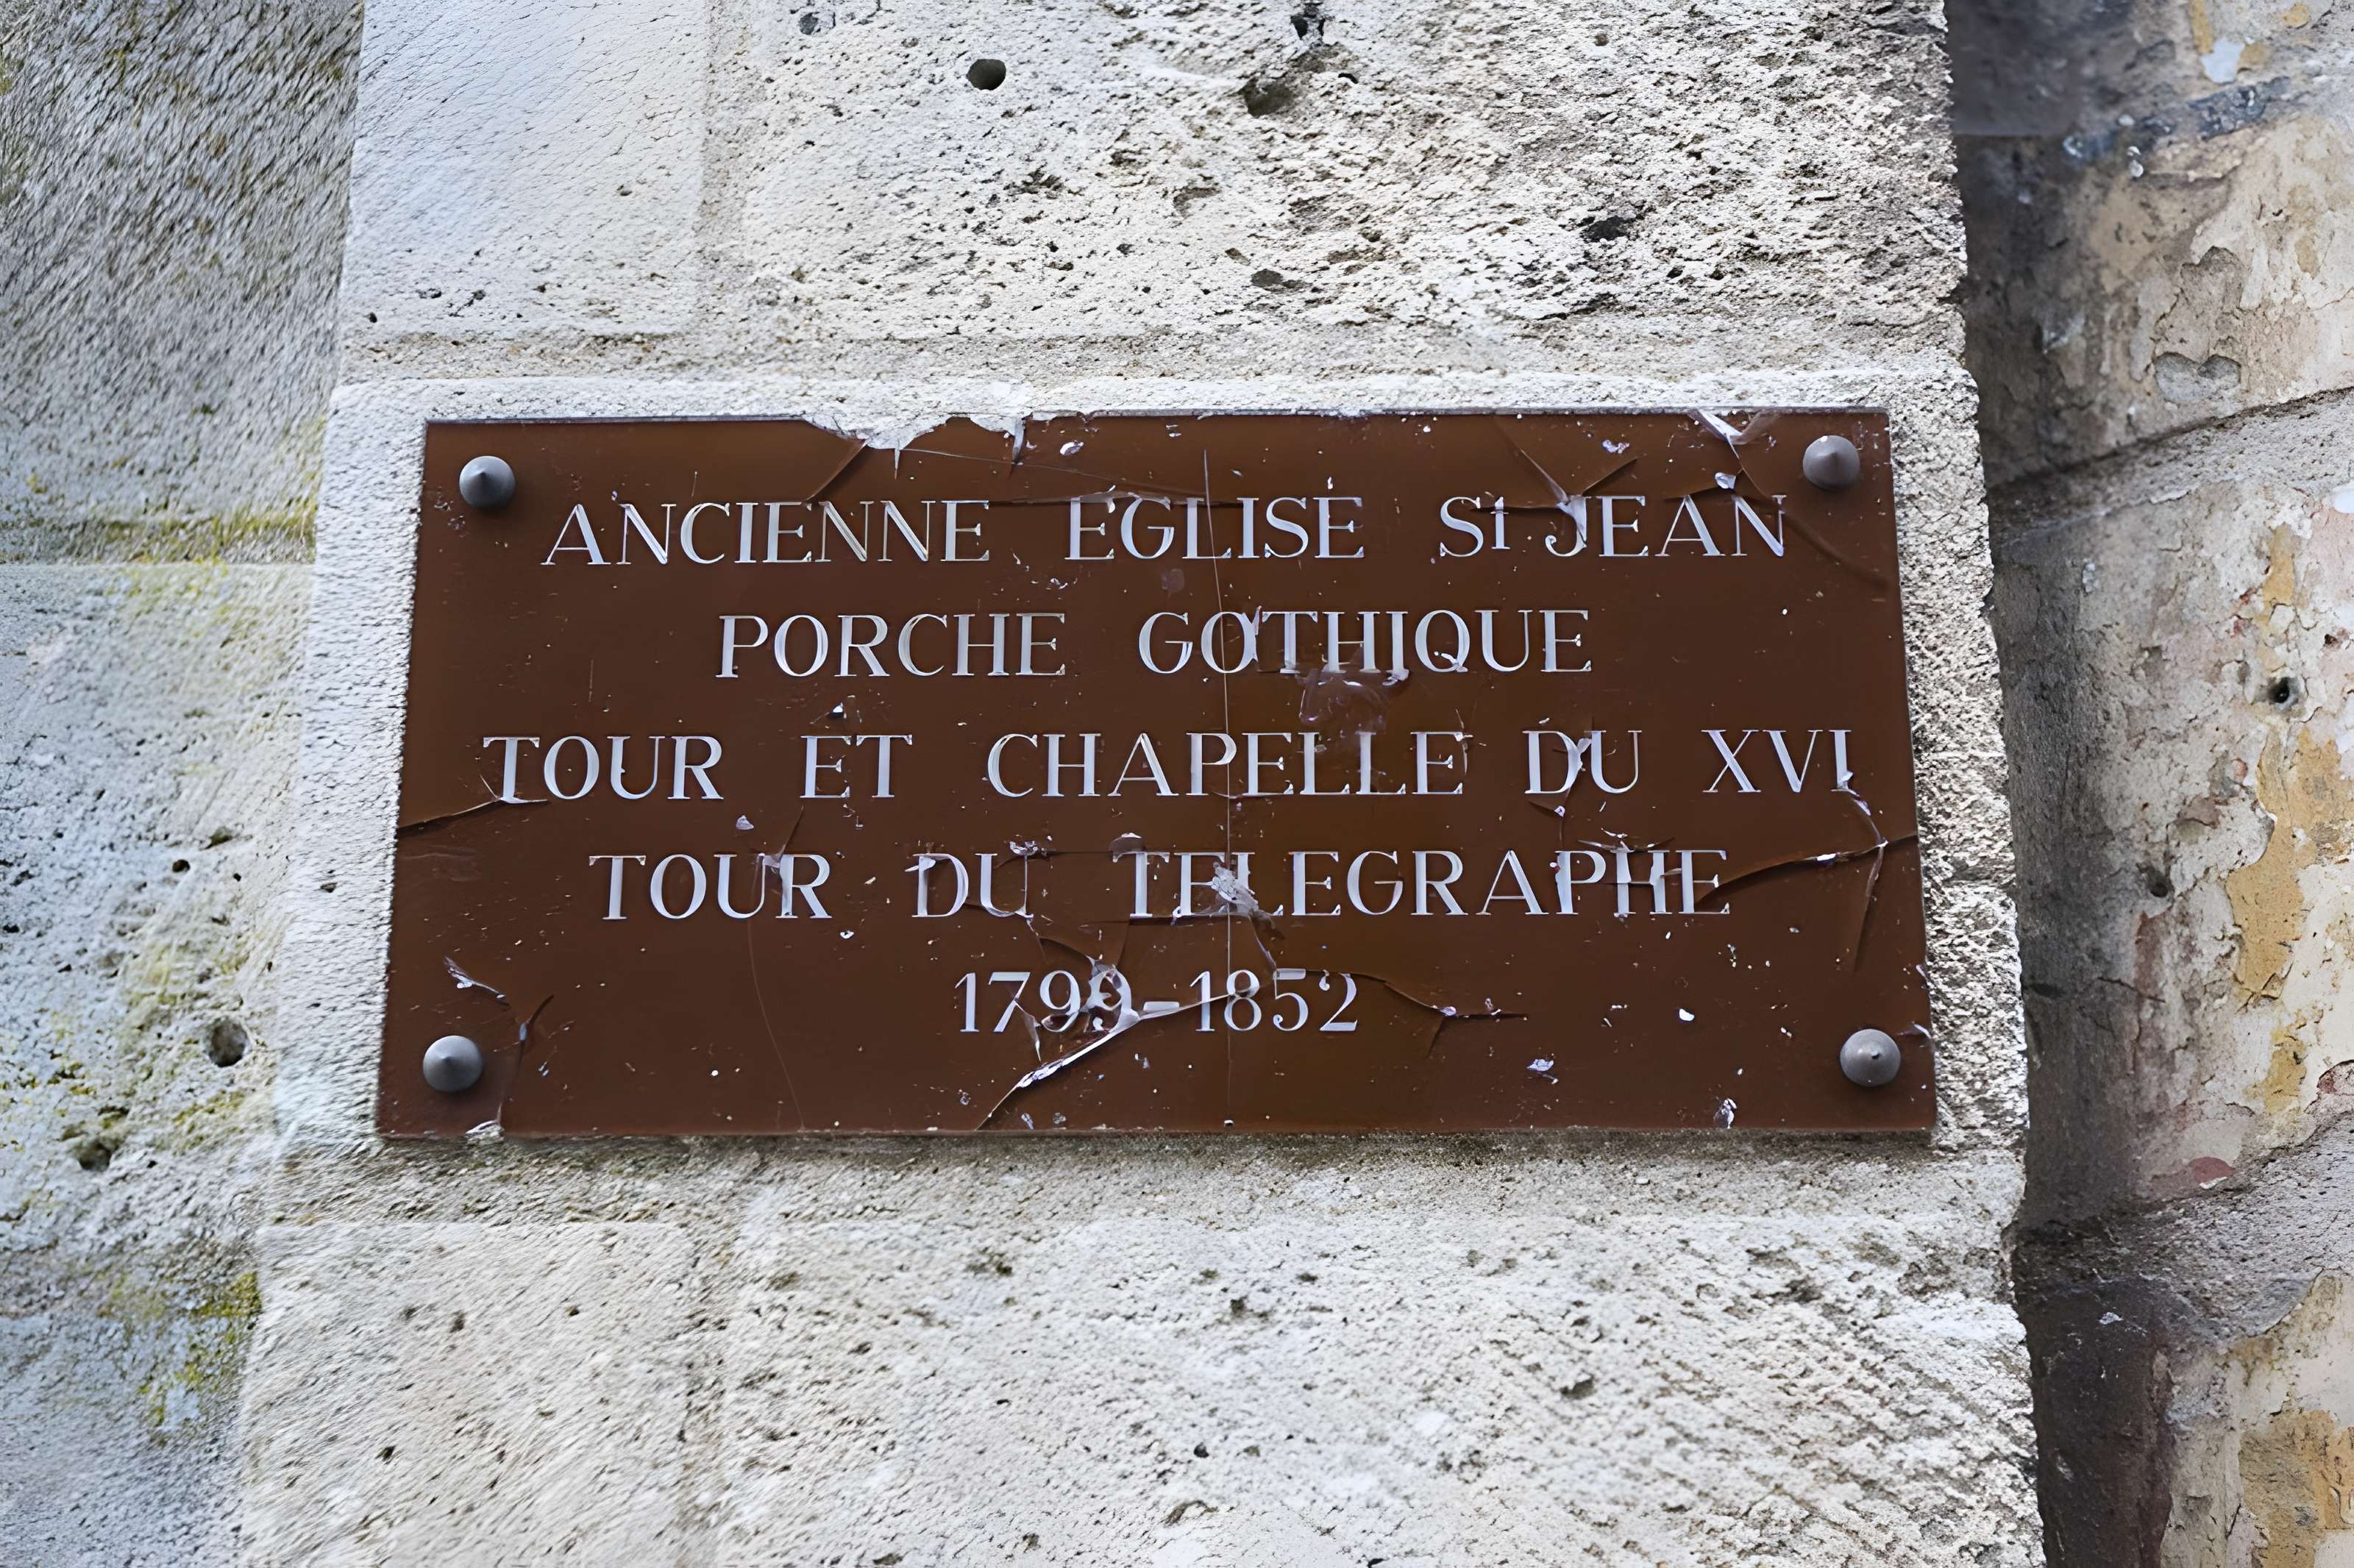 ANCIENNE EGLISE St JEAN
PORCHE GOTHIQUE
TOUR ET CHAPELLE DU XVI
TOUR DU TELEGRAPHE
1799-1852